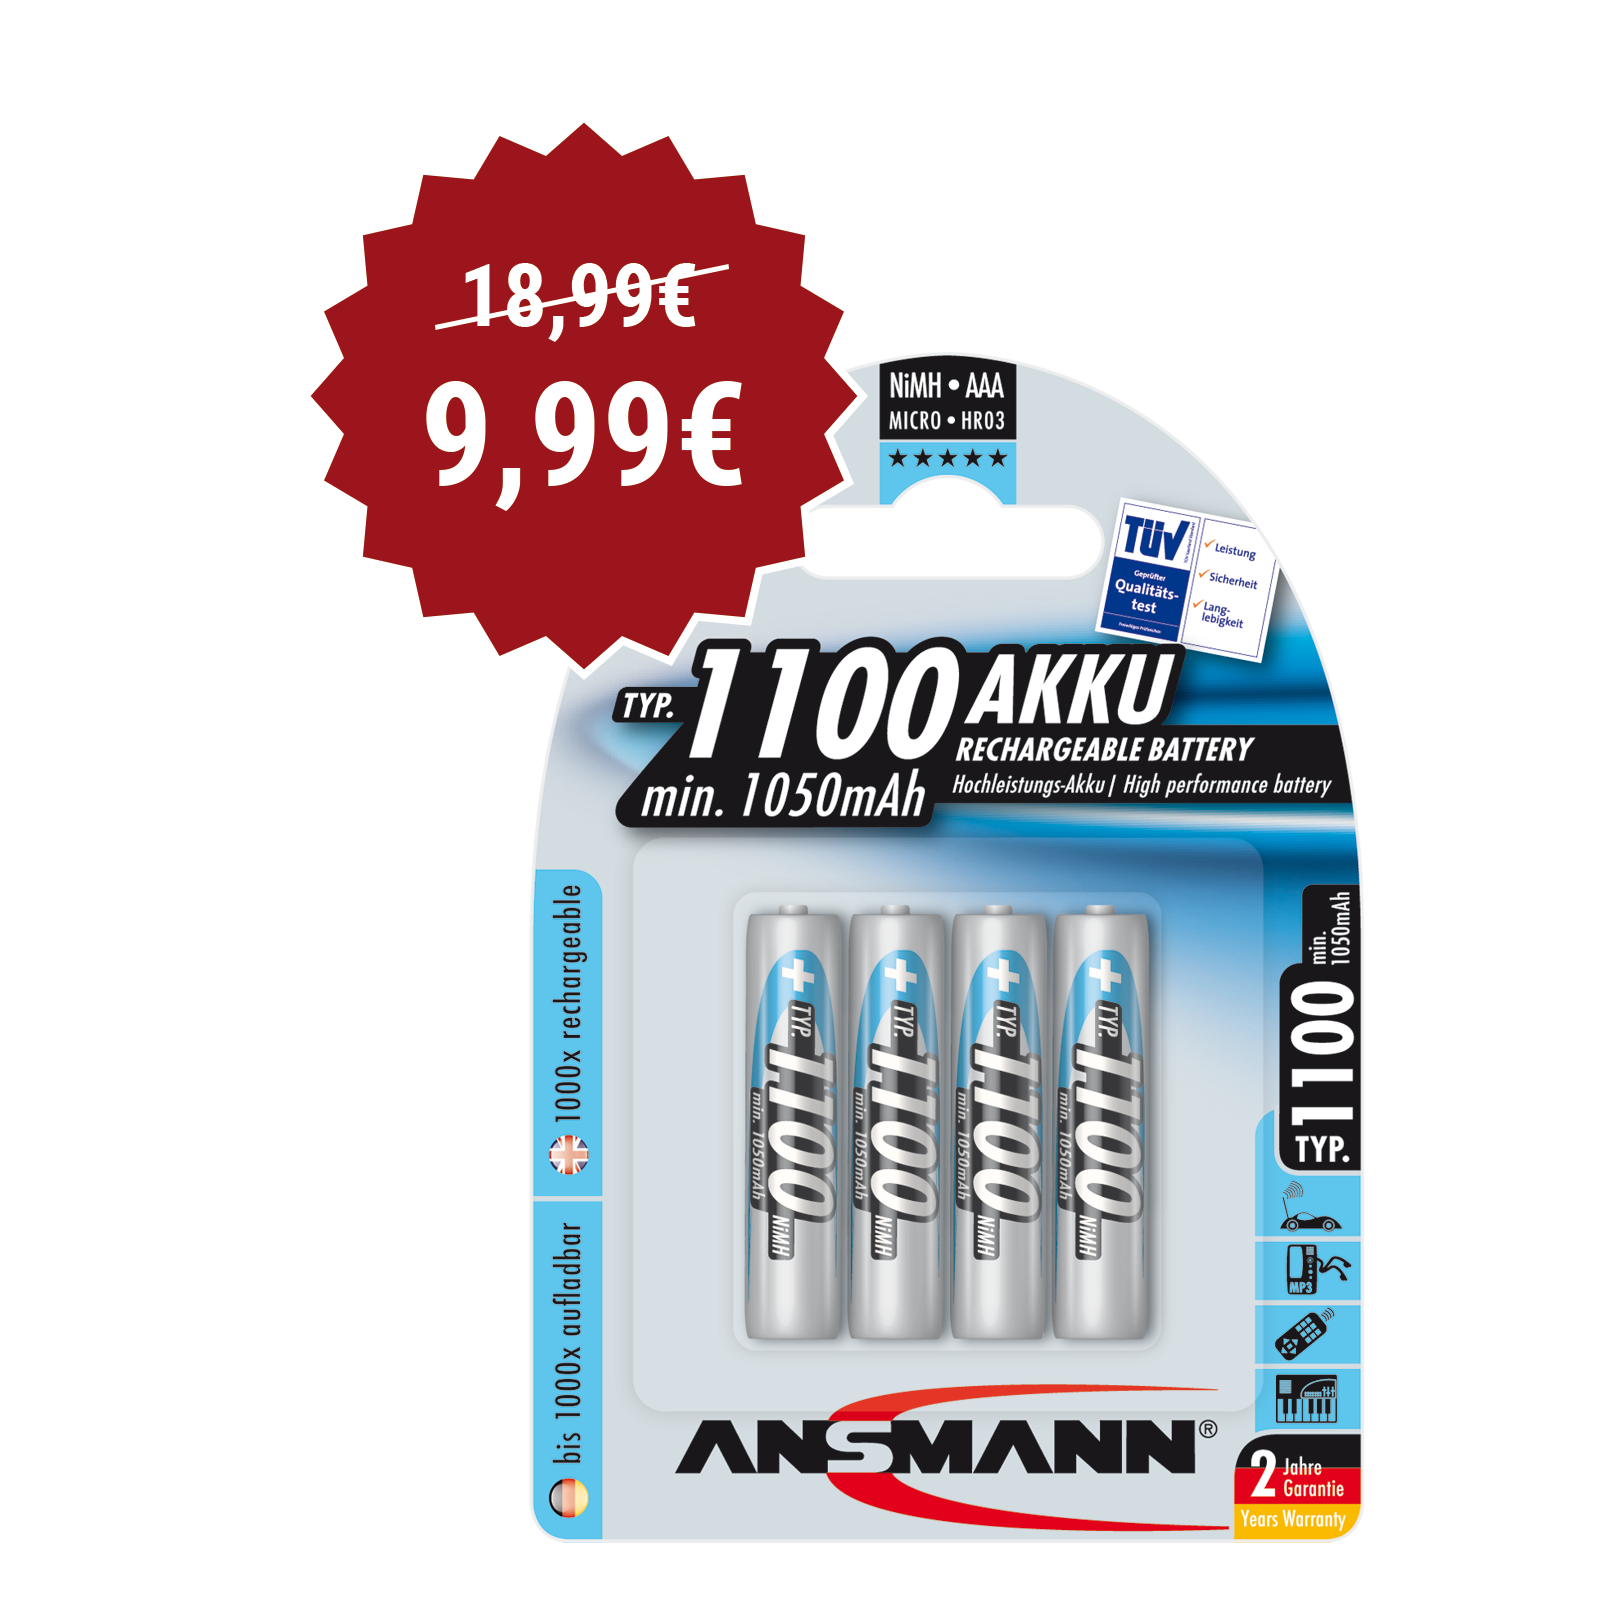 18,99€
9,99€
NiMH • AAA
MICRO • HR03
TÜV
Geprüfter
Qualitäts-
test
Leistung
Sicherheit
Lang-
lebigkeit
TYP. 1100 AKKU
RECHARGEABLE BATTERY
min. 1050mAh
Hochleistungs-Akku | High performance battery
1000x rechargeable
bis 1000x aufladbar
+ TYP. 1100 NiMH
min. 1050mAh
+ TYP. 1100 NiMH
min. 1050mAh
+ TYP. 1100 NiMH
min. 1050mAh
+ TYP. 1100 NiMH
min. 1050mAh
TYP. 1100
min.
1050mAh
MP3
ANSMANN®
2 Jahre
Garantie
Years Warranty